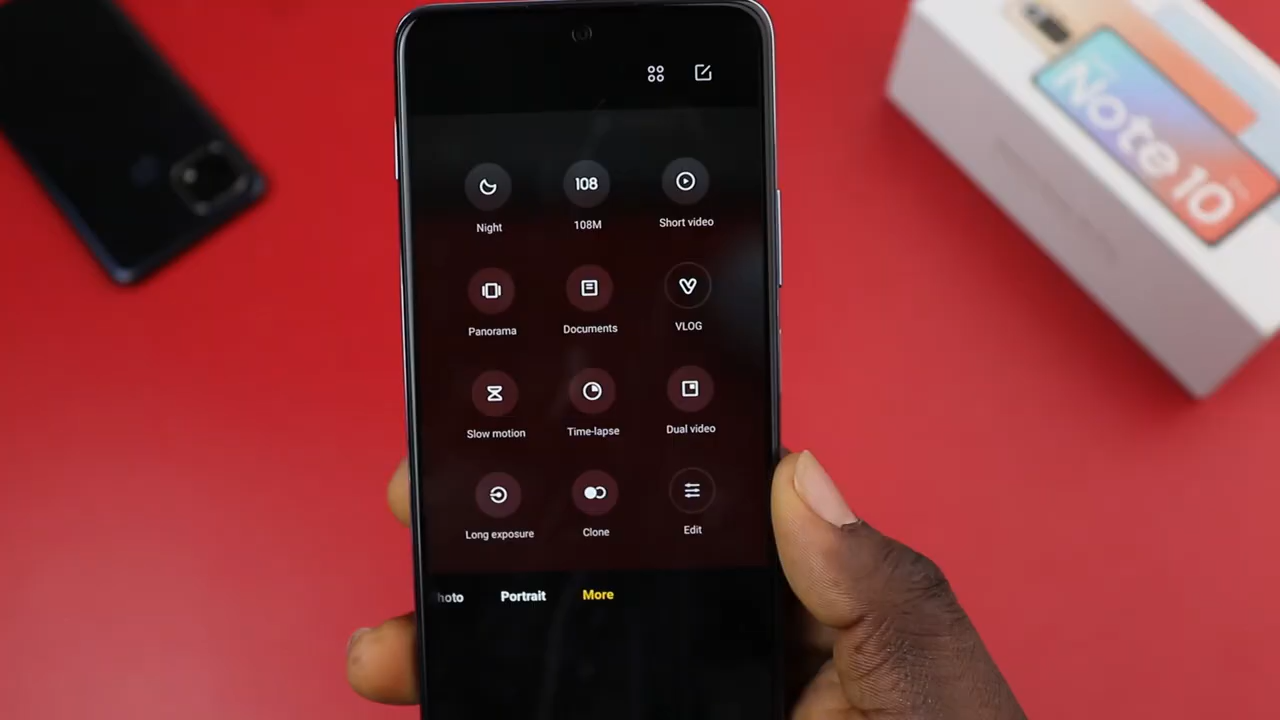 108
Night
108M
Short video
Panorama
Documents
VLOG
Slow motion
Time-lapse
Dual video
Long exposure
Clone
Edit
hoto
Portrait
More
Note 10